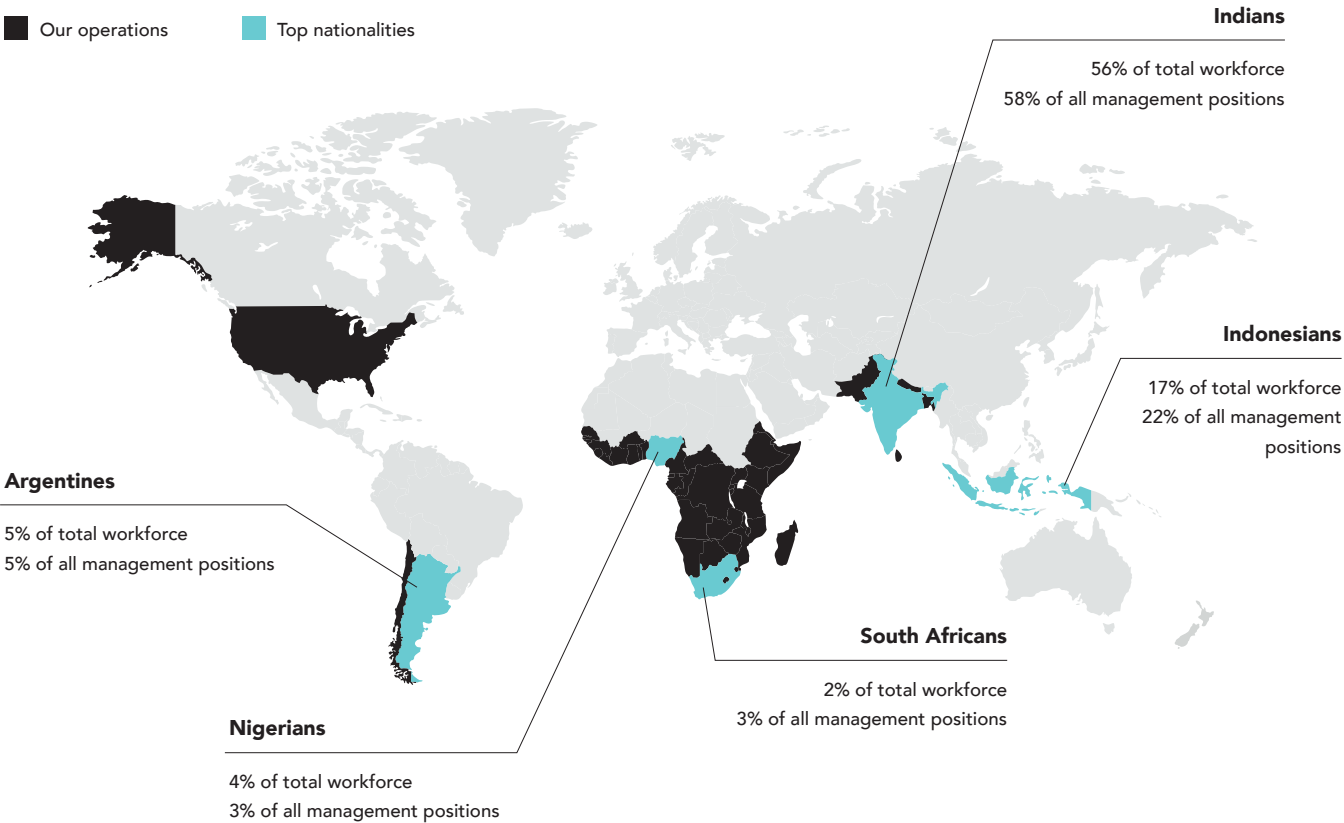 Our operations
Top nationalities
Indians
56% of total workforce
58% of all management positions
Indonesians
17% of total workforce
22% of all management
positions
Argentines
5% of total workforce
5% of all management positions
South Africans
2% of total workforce
3% of all management positions
Nigerians
4% of total workforce
3% of all management positions